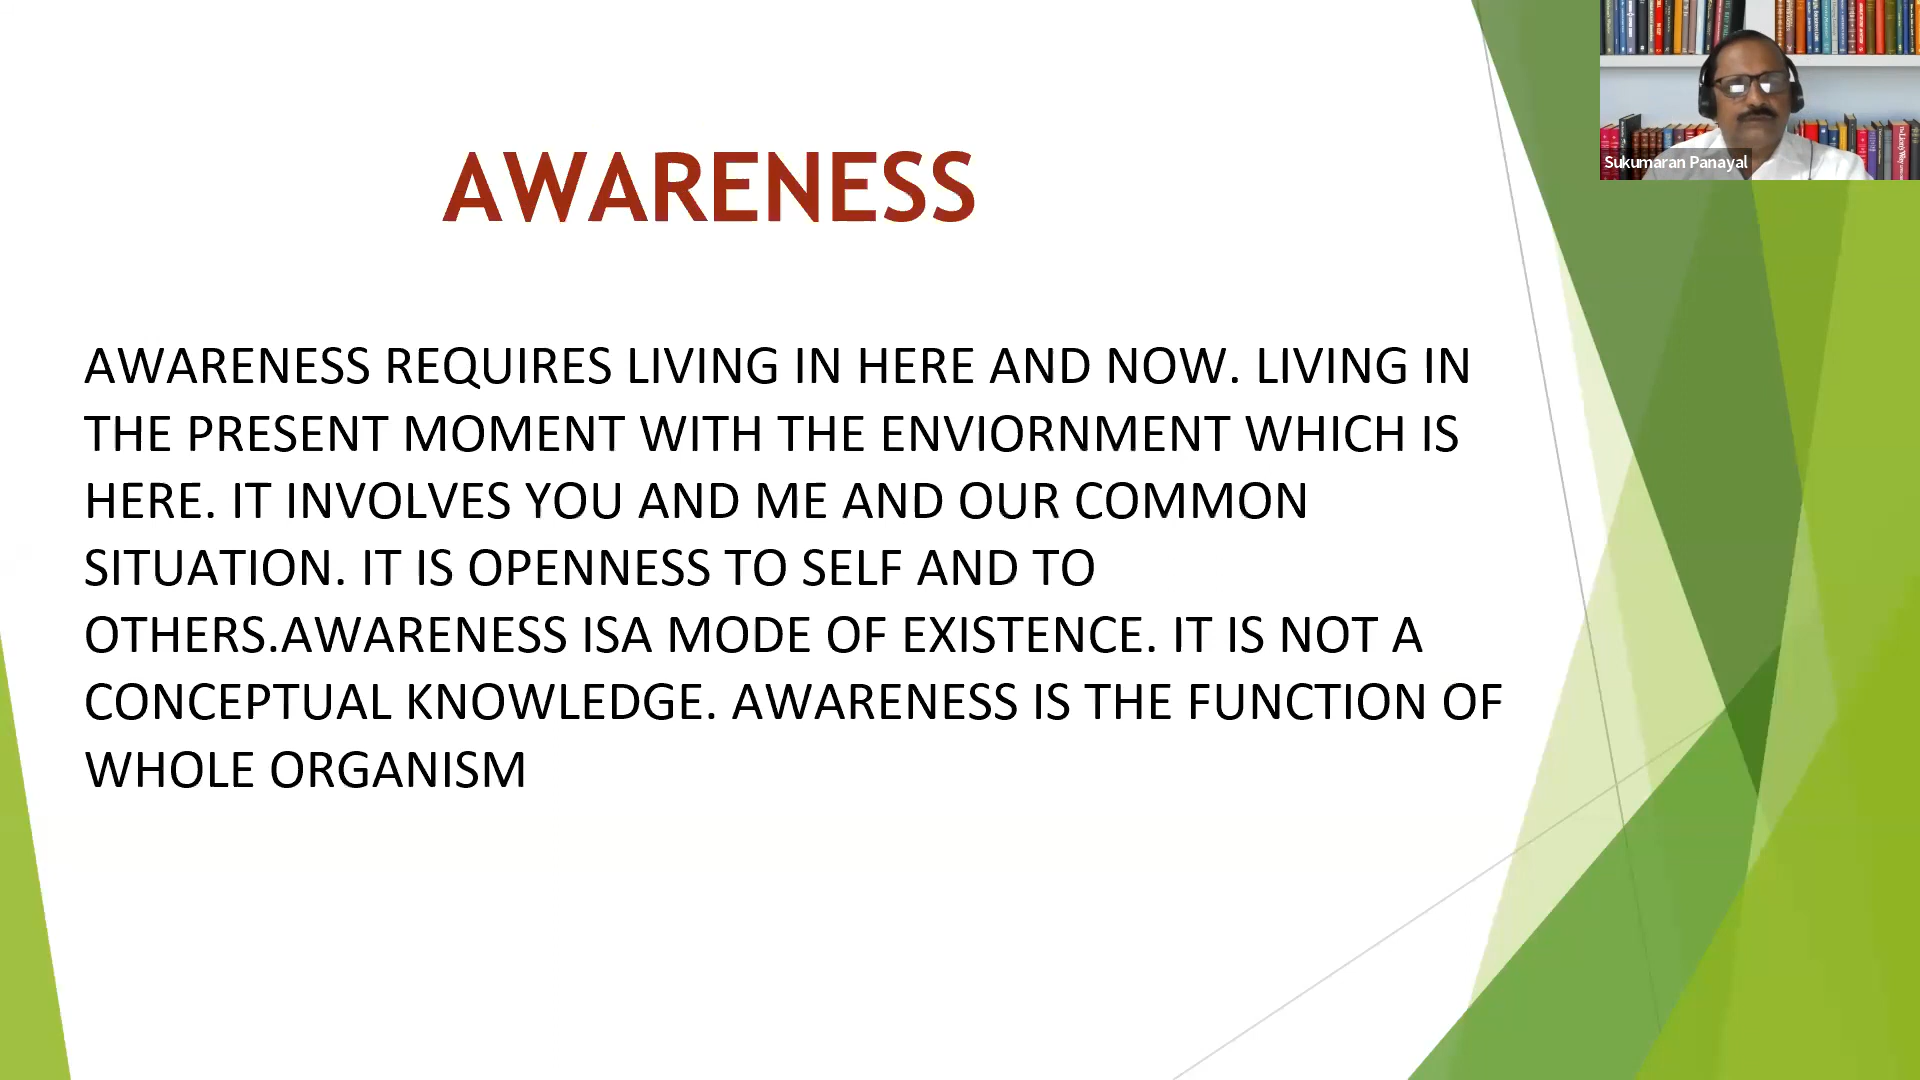 AWARENESS
Sukumaran Panayal
AWARENESS REQUIRES LIVING IN HERE AND NOW. LIVING IN
THE PRESENT MOMENT WITH THE ENVIORNMENT WHICH IS
HERE. IT INVOLVES YOU AND ME AND OUR COMMON
SITUATION. IT IS OPENNESS TO SELF AND TO
OTHERS.AWARENESS ISA MODE OF EXISTENCE. IT IS NOT A
CONCEPTUAL KNOWLEDGE. AWARENESS IS THE FUNCTION OF
WHOLE ORGANISM